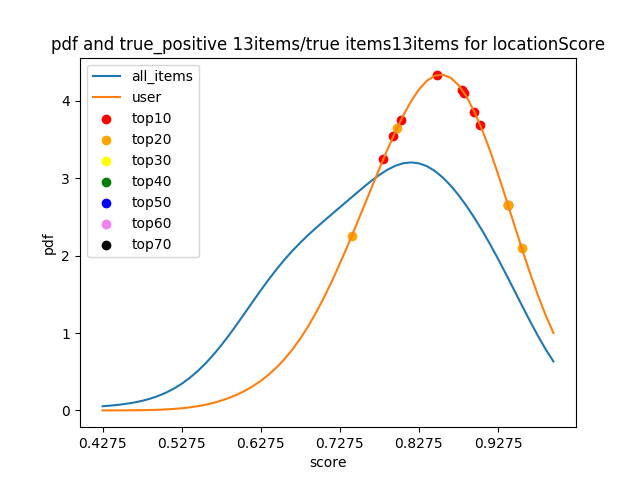 pdf and true_positive 13items/true items13items for locationScore
all_items
user
top10
top20
top30
top40
top50
top60
top70
pdf
4
3
2
1
0
0.4275 0.5275 0.6275 0.7275 0.8275 0.9275
score